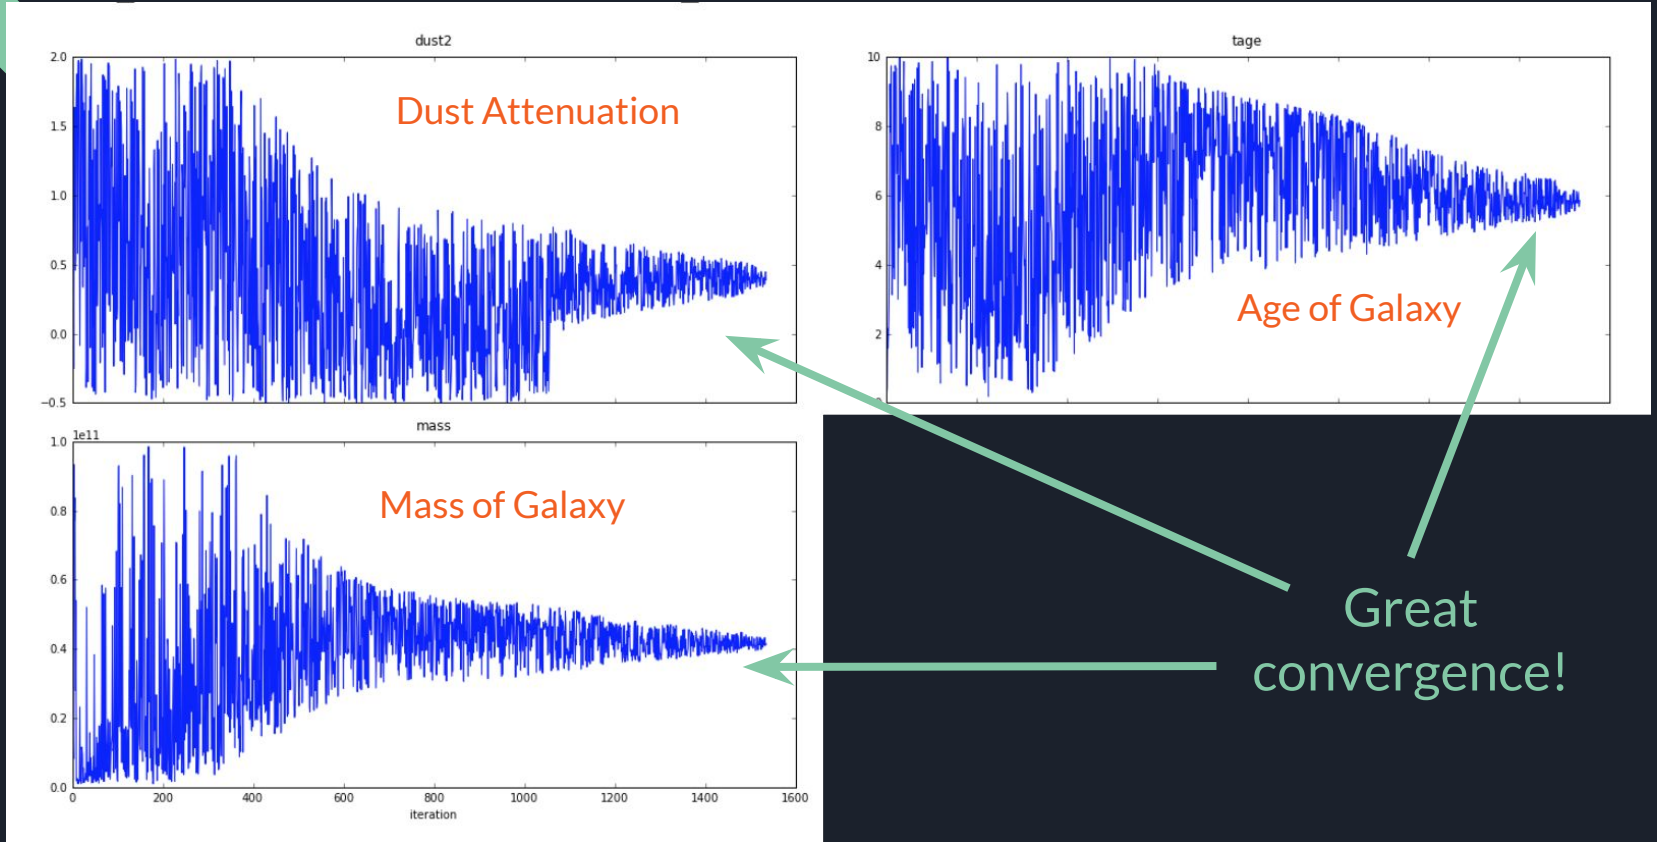 dust2
2.0
1.5
1.0
0.5
0.0
−0.5
Dust Attenuation
tage
10
8
6
4
2
Age of Galaxy
mass
1e11
1.0
0.8
0.6
0.4
0.2
0.0
0 200 400 600 800 1000 1200 1400 1600
iteration
Mass of Galaxy
Great
convergence!